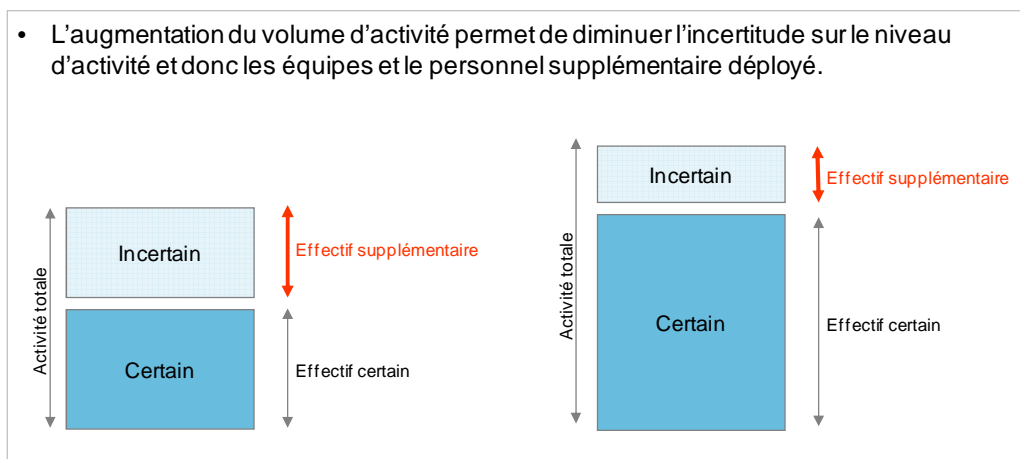 • L'augmentation du volume d'activité permet de diminuer l'incertitude sur le niveau
d'activité et donc les équipes et le personnel supplémentaire déployé.
Activité totale
Incertain
Effectif supplémentaire
Certain
Effectif certain
Activité totale
Incertain
Effectif supplémentaire
Certain
Effectif certain